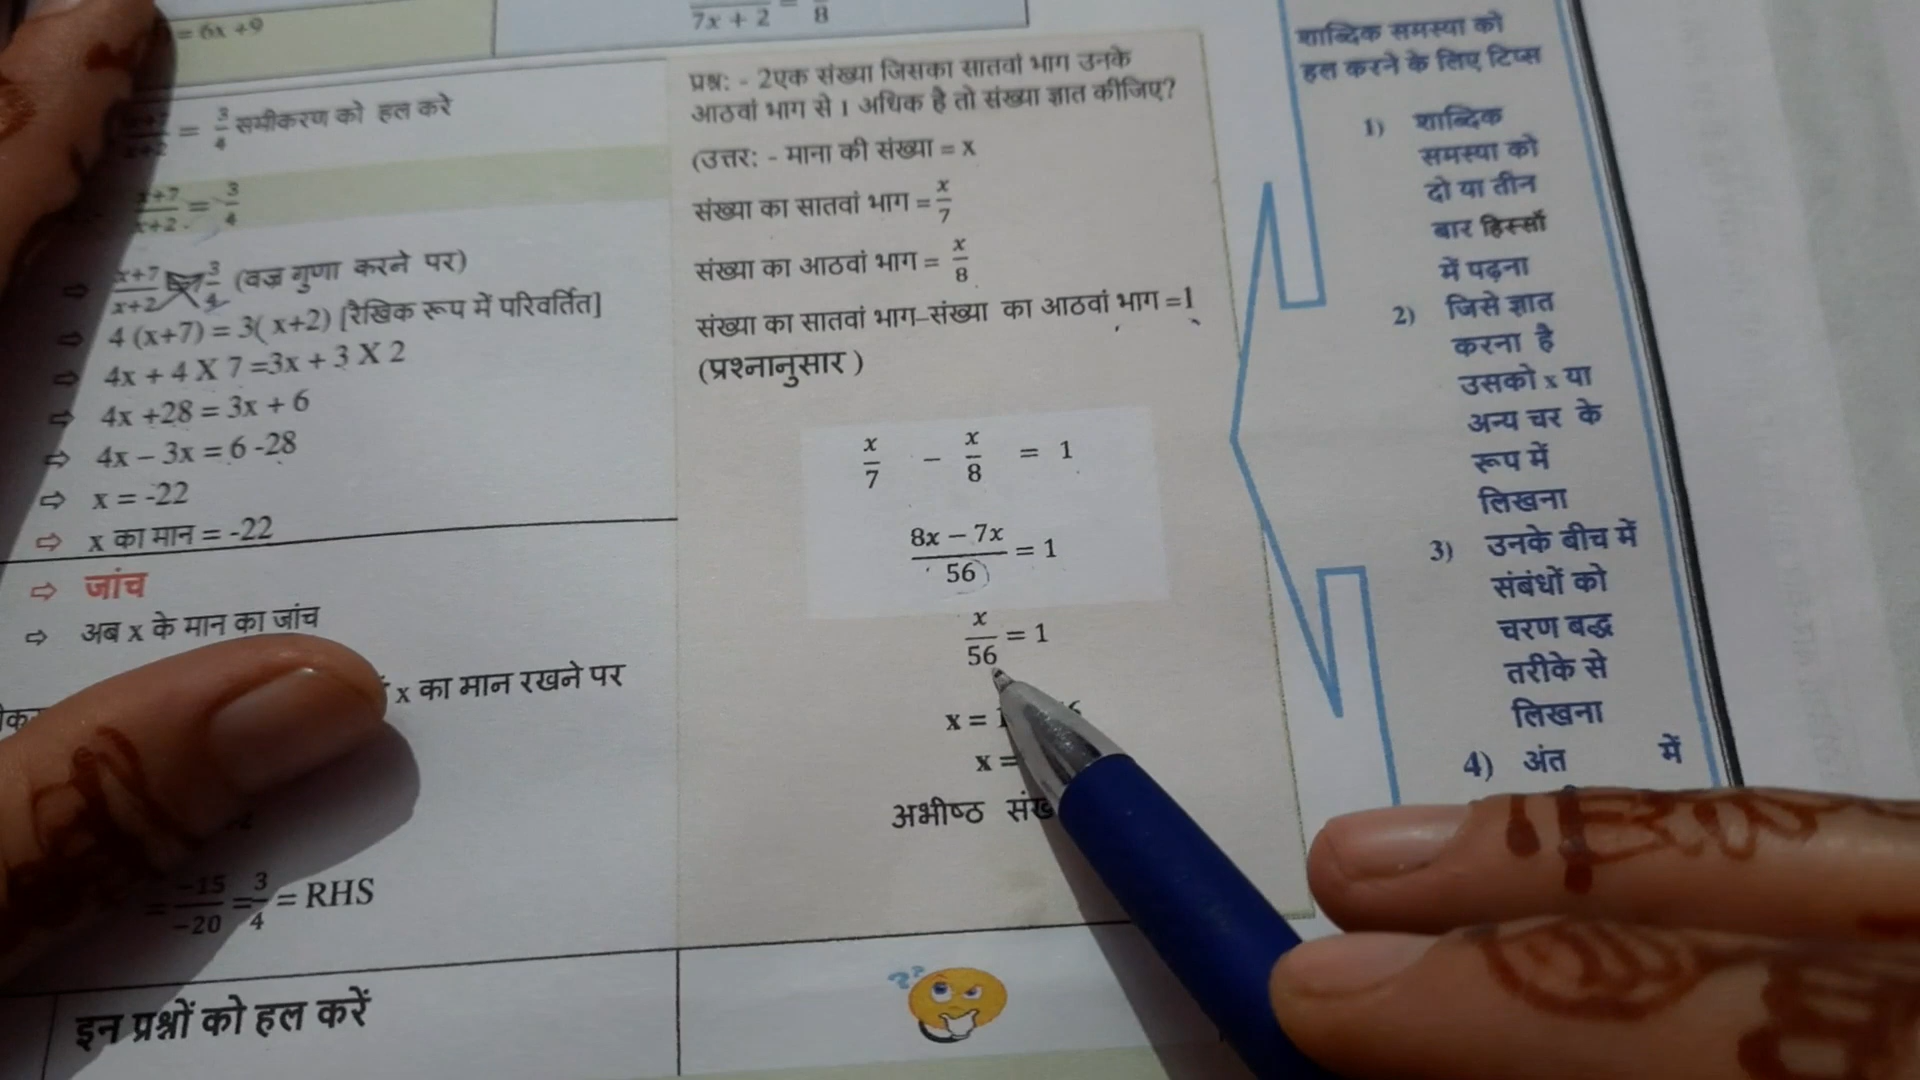 = 6x +9
7x + 2 = 8
= 3/4 समीकरण को हल करे
x+7/x+2 = 3/4
⇨ x+7/x+2 3/4 (वज्र गुणा करने पर)
⇨ 4 (x+7) = 3( x+2) [रैखिक रूप में परिवर्तित]
⇨ 4x + 4 X 7 =3x + 3 X 2
⇨ 4x +28 = 3x + 6
⇨ 4x – 3x = 6 -28
⇨ x = -22
⇨ x का मान = -22
⇨ जांच
⇨ अब x के मान का जांच
x का मान रखने पर
= -15/-20 = 3/4 = RHS
इन प्रश्नों को हल करें
प्रश्न: - 2एक संख्या जिसका सातवां भाग उनके
आठवां भाग से 1 अधिक है तो संख्या ज्ञात कीजिए?
(उत्तर: - माना की संख्या = x
संख्या का सातवां भाग = x/7
संख्या का आठवां भाग = x/8
संख्या का सातवां भाग–संख्या का आठवां भाग =1
(प्रश्नानुसार )
x/7 – x/8 = 1
8x – 7x/56 = 1
x/56 = 1
x =
x =
अभीष्ठ
??
शाब्दिक समस्या को
हल करने के लिए टिप्स
1) शाब्दिक
समस्या को
दो या तीन
बार हिस्सों
में पढ़ना
2) जिसे ज्ञात
करना है
उसको x या
अन्य चर के
रूप में
लिखना
3) उनके बीच में
संबंधों को
चरण बद्ध
तरीके से
लिखना
4) अंत में